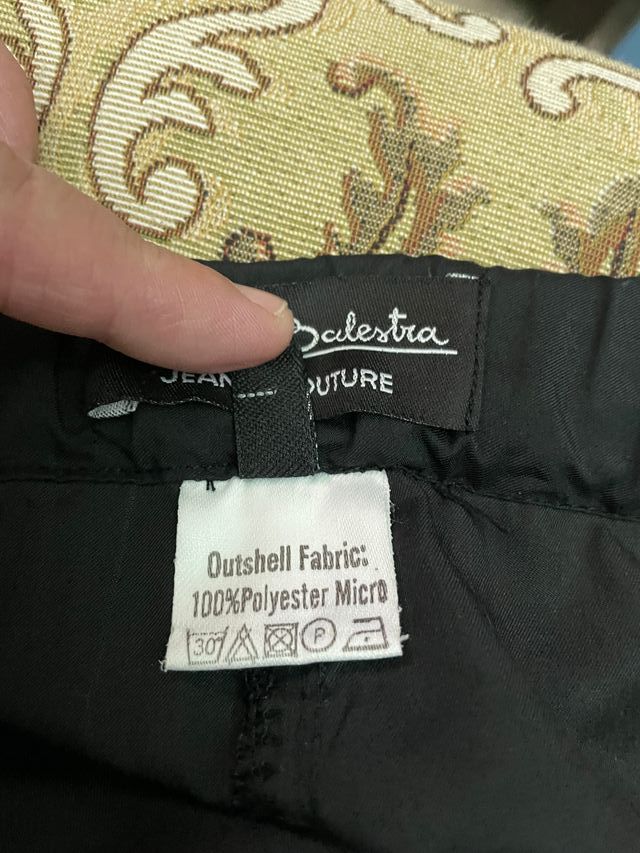 Balestra
JEAN
OUTURE
Outshell Fabric:
100%Polyester Micro
30°
P